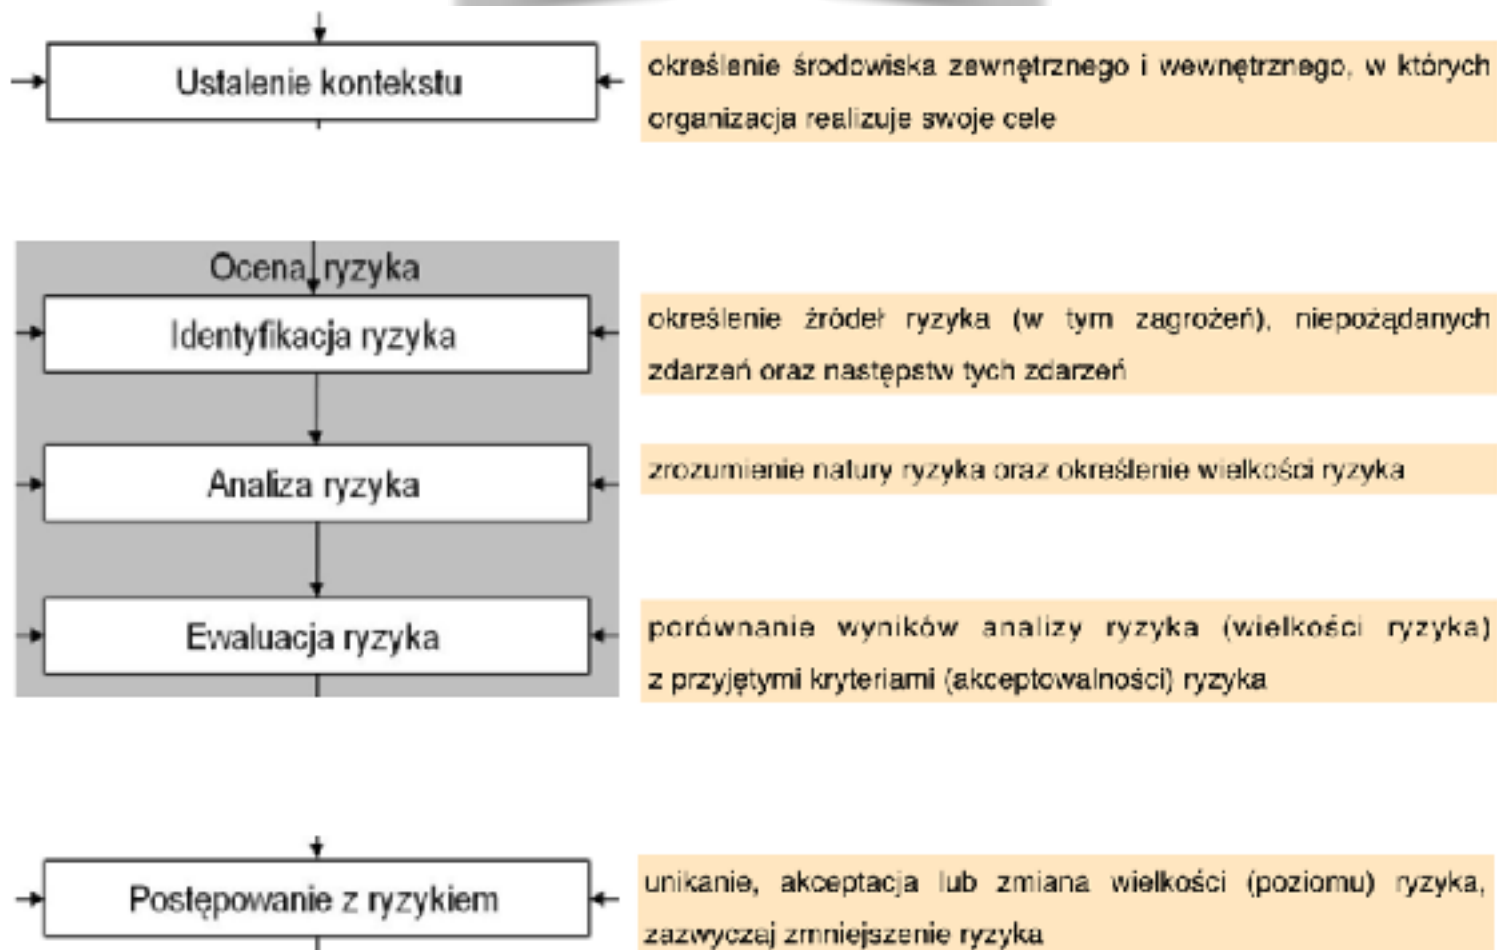 Ustalenie kontekstu
określenie środowiska zewnętrznego i wewnętrznego, w których
organizacja realizuje swoje cele
Ocena ryzyka
Identyfikacja ryzyka
określenie źródeł ryzyka (w tym zagrożeń), niepożądanych
zdarzeń oraz następstw tych zdarzeń
Analiza ryzyka
zrozumienie natury ryzyka oraz określenie wielkości ryzyka
Ewaluacja ryzyka
porównanie wyników analizy ryzyka (wielkości ryzyka)
z przyjętymi kryteriami (akceptowalności) ryzyka
Postępowanie z ryzykiem
unikanie, akceptacja lub zmiana wielkości (poziomu) ryzyka,
zazwyczaj zmniejszenie ryzyka